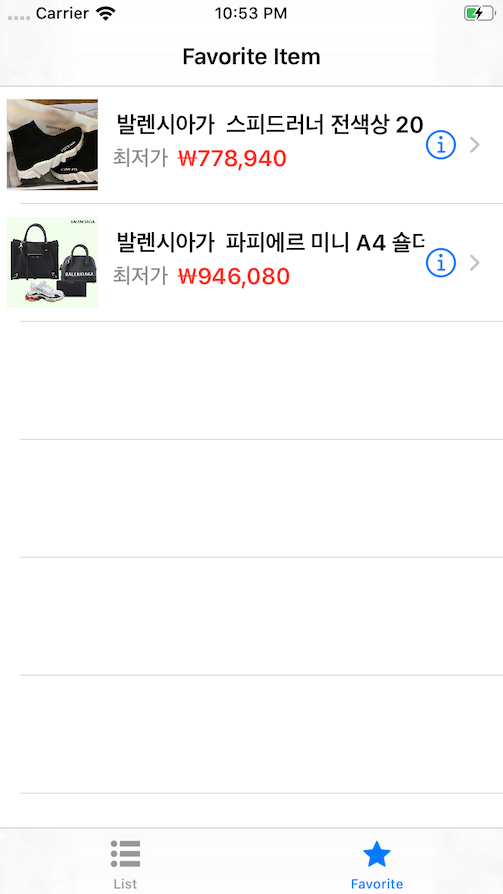 Carrier 10:53 PM
Favorite Item
발렌시아가 스피드러너 전색상 20
최저가 ₩778,940
BALENCIAGA
발렌시아가 파피에르 미니 A4 숄
최저가 ₩946,080
BALENCIAGA
List
Favorite